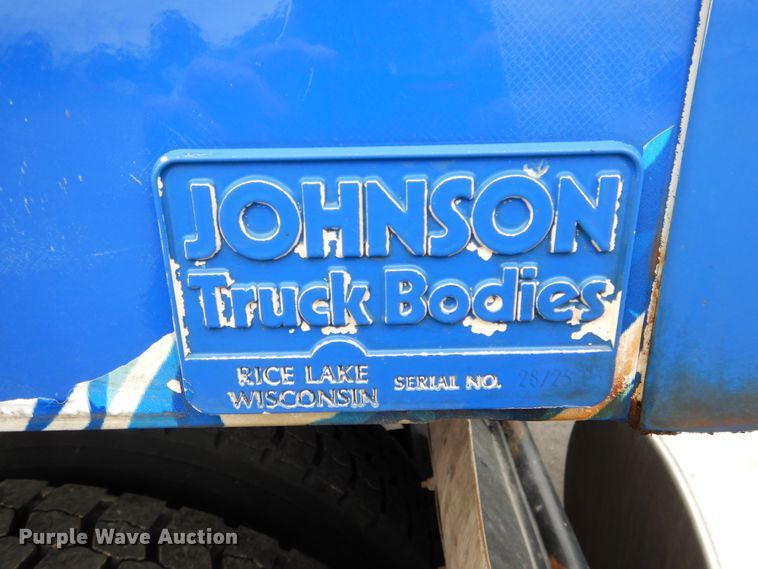 JOHNSON
Truck Bodies
RICE LAKE
WISCONSIN
SERIAL NO.
Purple Wave Auction